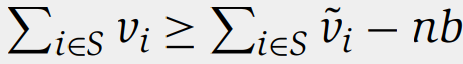 ∑_{i∈S} v_i ≥ ∑_{i∈S} ṽ_i − nb